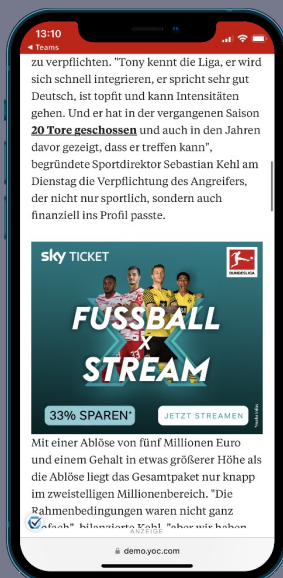 13:10
◀ Teams
zu verpflichten. "Tony kennt die Liga, er wird
sich schnell integrieren, er spricht sehr gut
Deutsch, ist topfit und kann Intensitäten
gehen. Und er hat in der vergangenen Saison
20 Tore geschossen und auch in den Jahren
davor gezeigt, dass er treffen kann",
begründete Sportdirektor Sebastian Kehl am
Dienstag die Verpflichtung des Angreifers,
der nicht nur sportlich, sondern auch
finanziell ins Profil passte.
sky TICKET
BUNDESLIGA
FUSSBALL
X
STREAM
33% SPAREN*
JETZT STREAMEN
Mit einer Ablöse von fünf Millionen Euro
und einem Gehalt in etwas größerer Höhe als
die Ablöse liegt das Gesamtpaket nur knapp
im zweistelligen Millionenbereich. "Die
Rahmenbedingungen waren nicht ganz
einfach", bilanzierte Kehl, "aber wir haben
ANZEIGE
demo.yoc.com